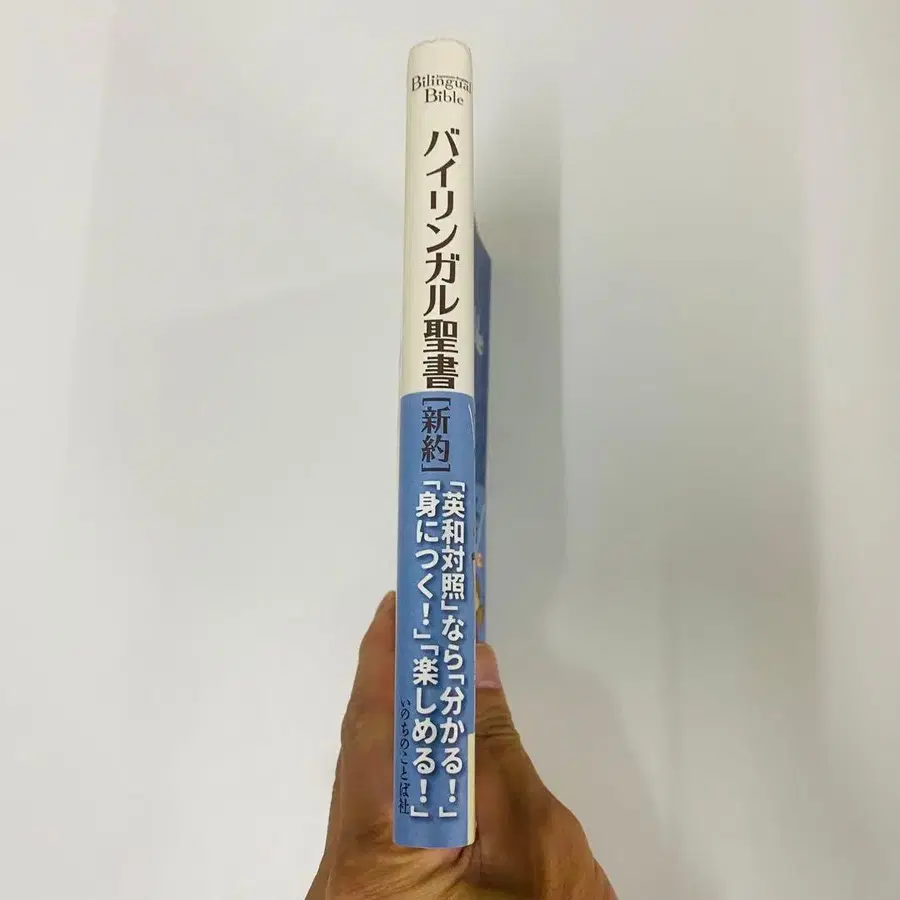 Bilingual
Bible
バイリンガル聖書
[新約]
「英和対照」なら「分かる!」
「身につく!」「楽しめる!」
いのちのことば社